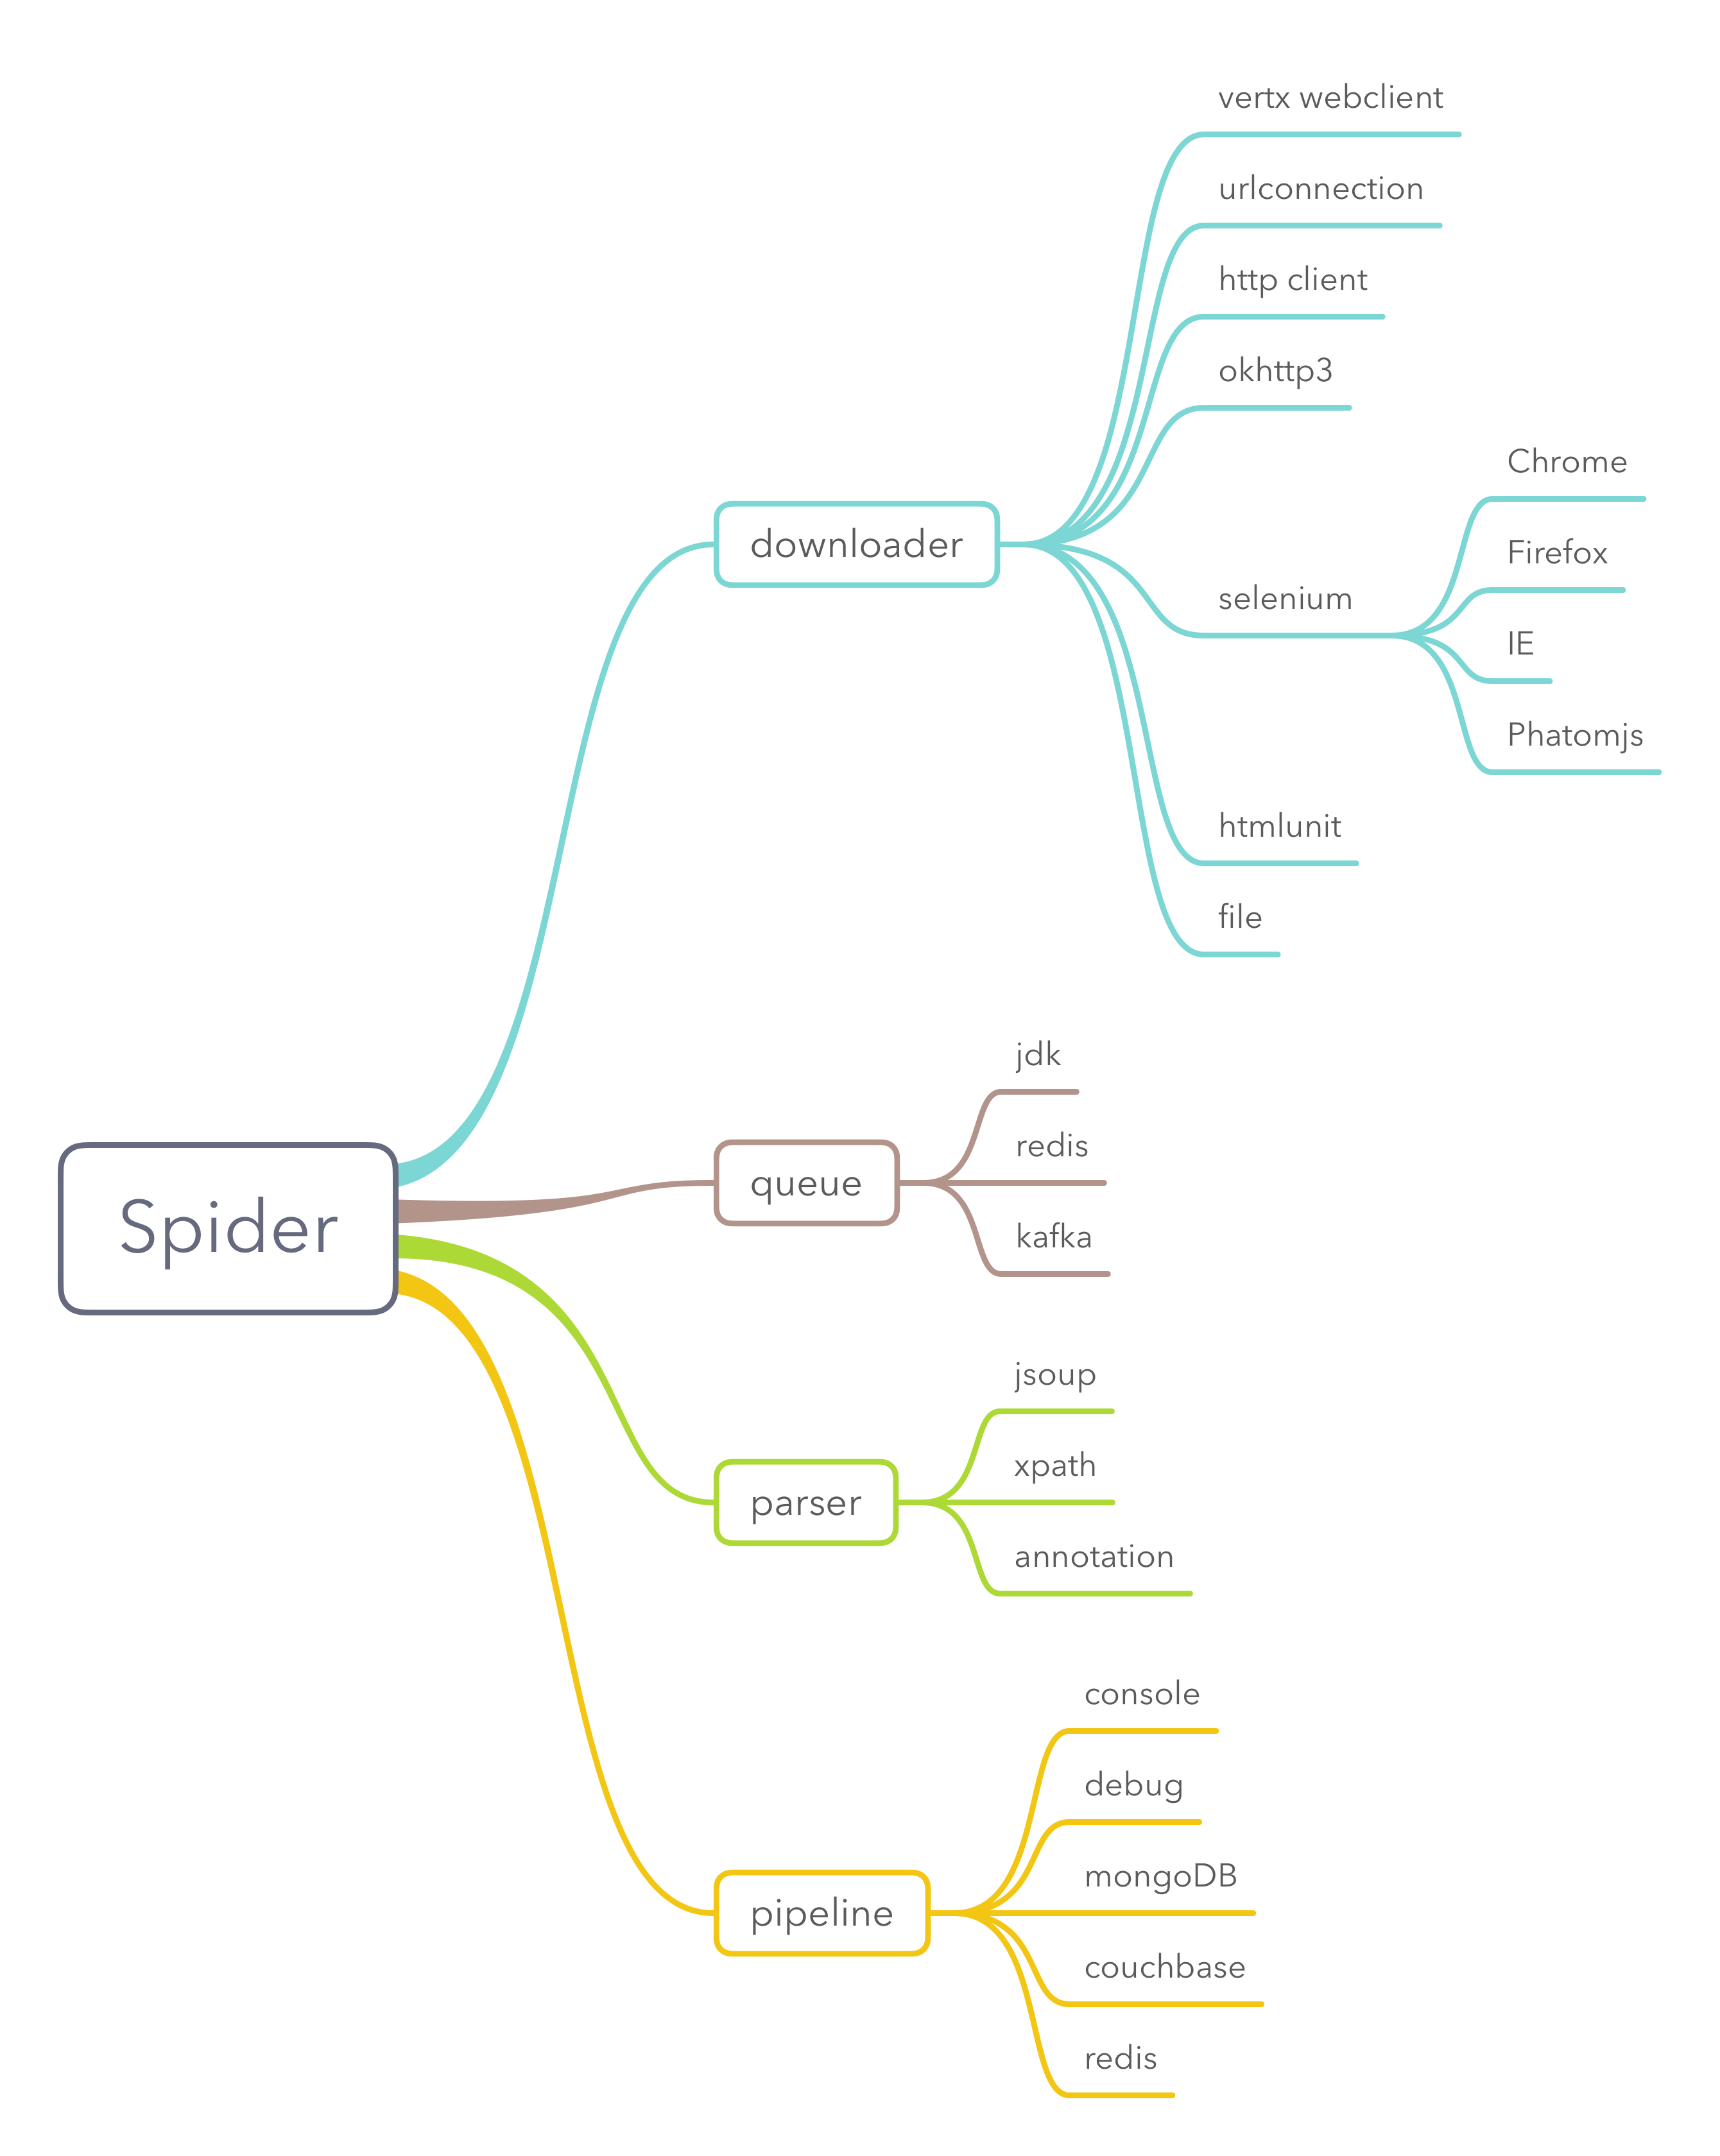 Spider
downloader
vertx webclient
urlconnection
http client
okhttp3
selenium
Chrome
Firefox
IE
Phatomjs
htmlunit
file
queue
jdk
redis
kafka
parser
jsoup
xpath
annotation
pipeline
console
debug
mongoDB
couchbase
redis